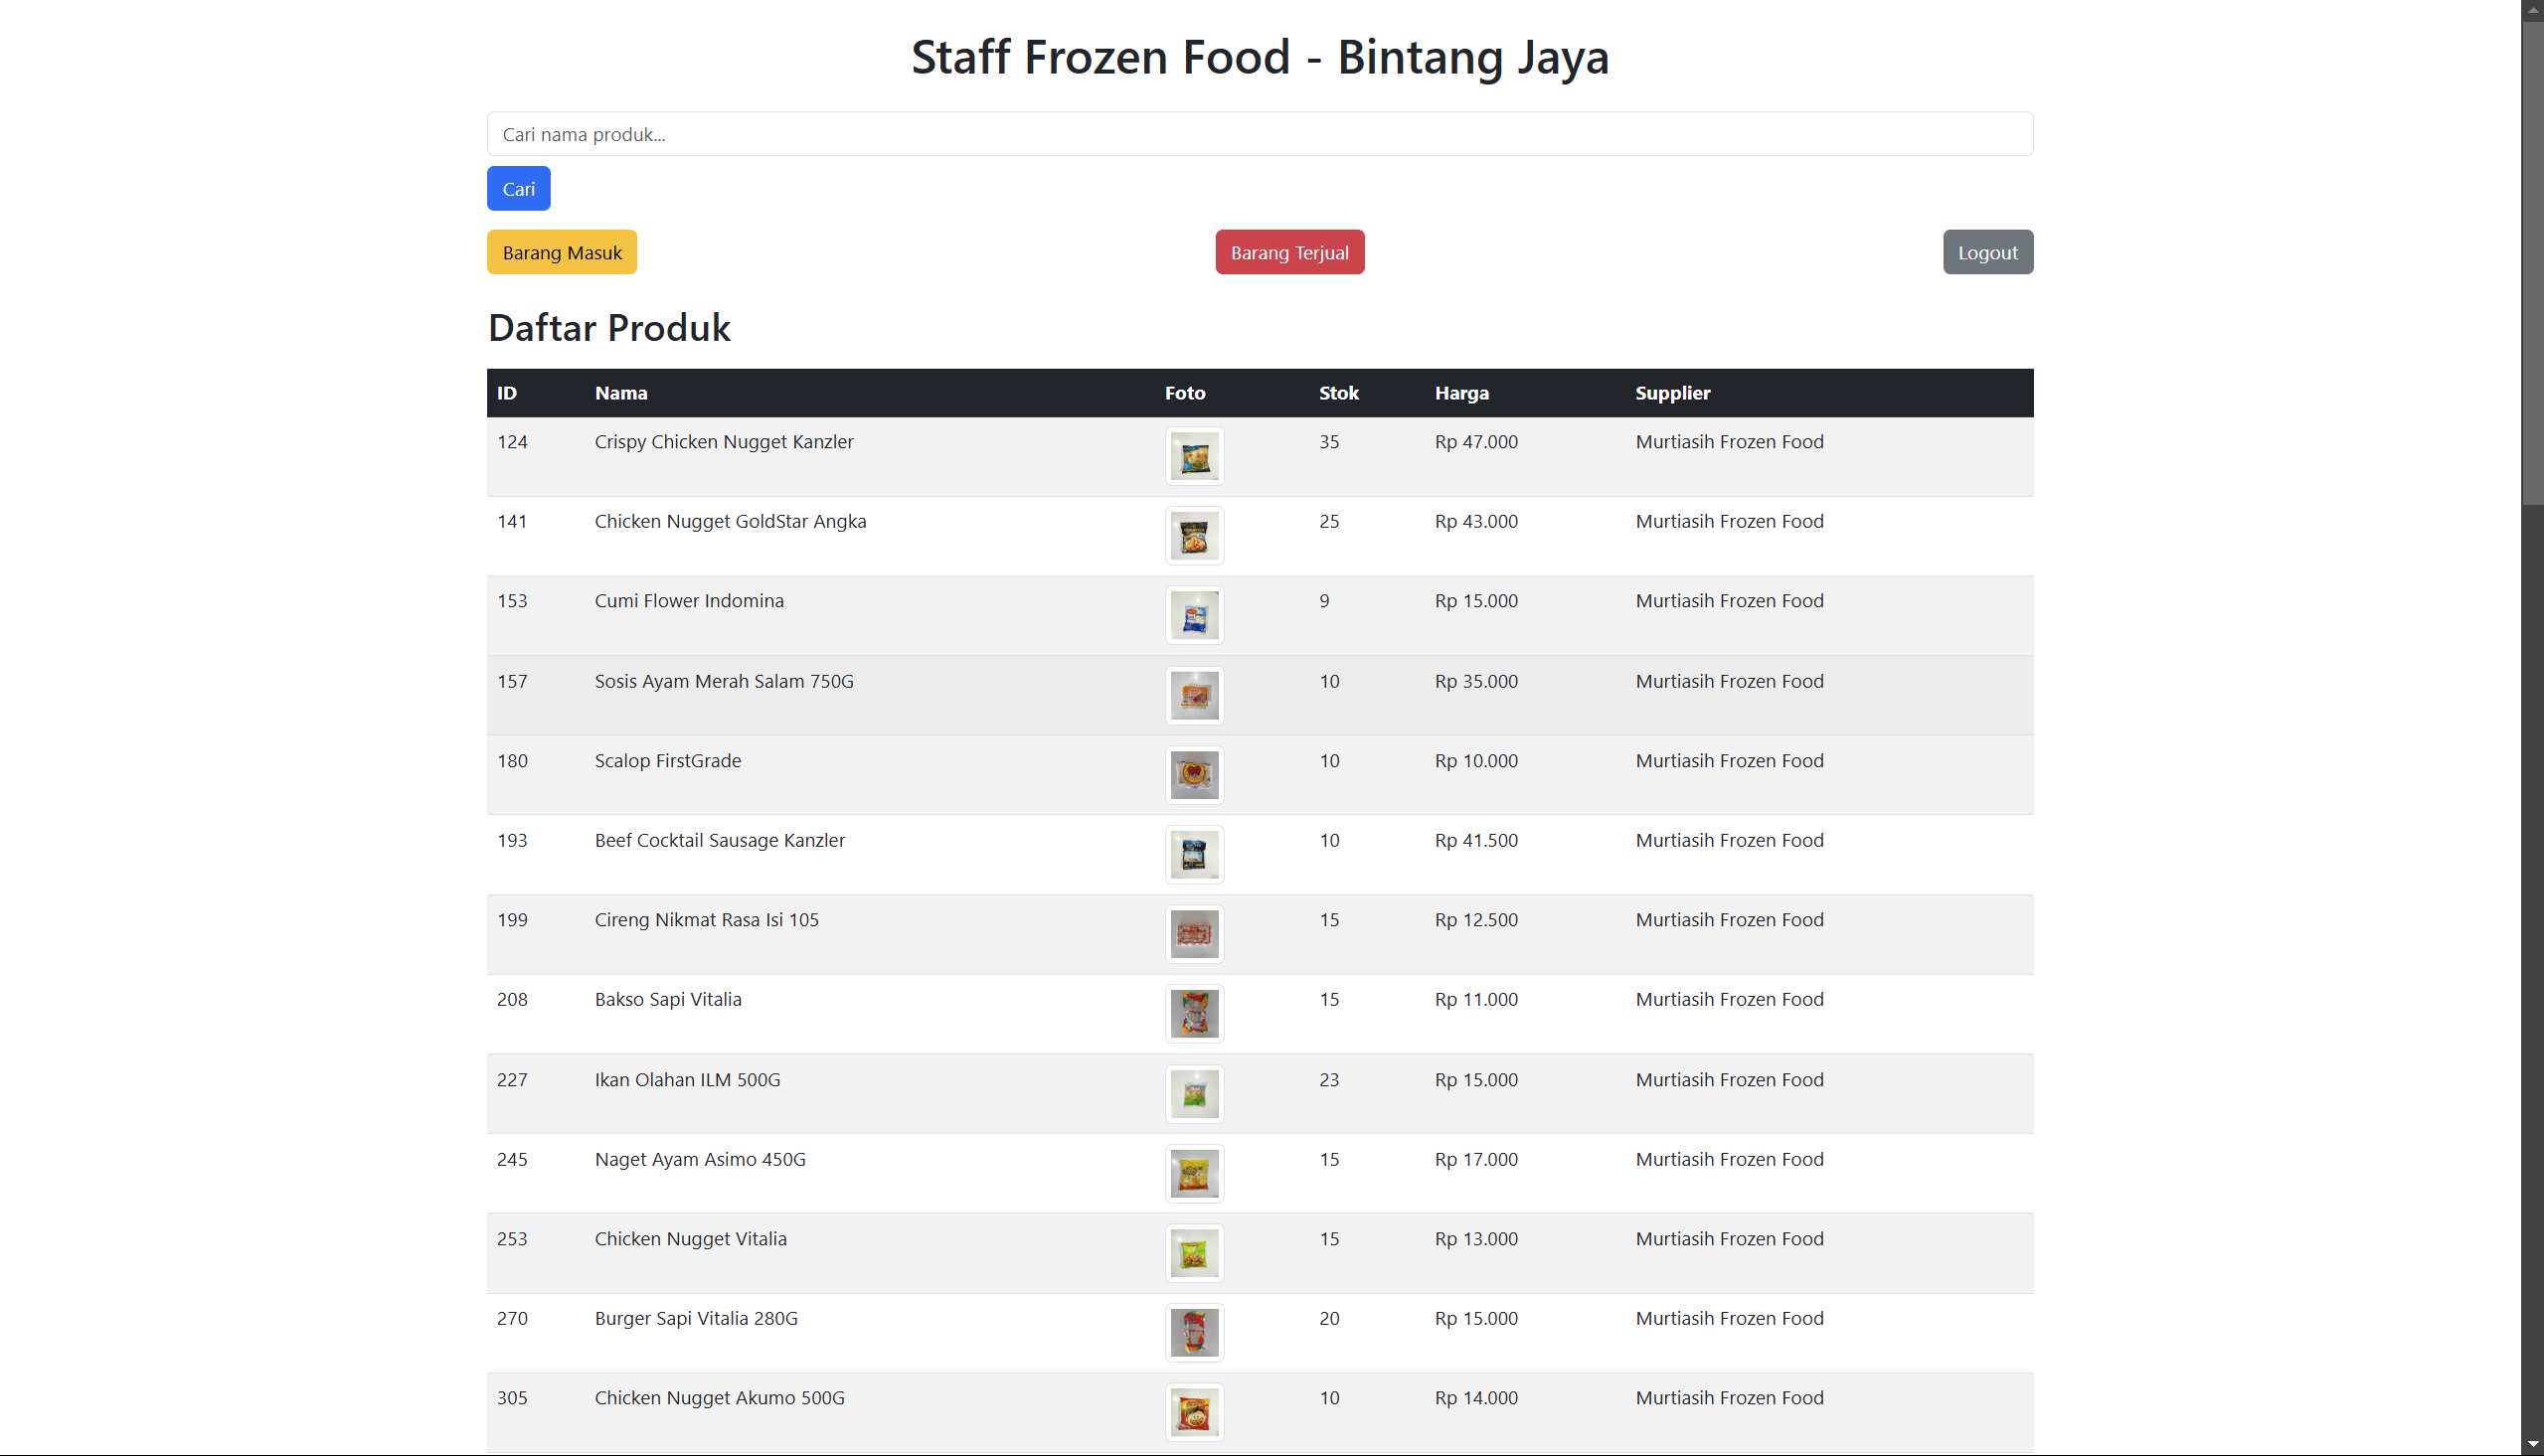 Staff Frozen Food - Bintang Jaya
Cari nama produk...
Cari
Barang Masuk Barang Terjual Logout
Daftar Produk
ID Nama Foto Stok Harga Supplier
124 Crispy Chicken Nugget Kanzler 35 Rp 47.000 Murtiasih Frozen Food
141 Chicken Nugget GoldStar Angka 25 Rp 43.000 Murtiasih Frozen Food
153 Cumi Flower Indomina 9 Rp 15.000 Murtiasih Frozen Food
157 Sosis Ayam Merah Salam 750G 10 Rp 35.000 Murtiasih Frozen Food
180 Scalop FirstGrade 10 Rp 10.000 Murtiasih Frozen Food
193 Beef Cocktail Sausage Kanzler 10 Rp 41.500 Murtiasih Frozen Food
199 Cireng Nikmat Rasa Isi 105 15 Rp 12.500 Murtiasih Frozen Food
208 Bakso Sapi Vitalia 15 Rp 11.000 Murtiasih Frozen Food
227 Ikan Olahan ILM 500G 23 Rp 15.000 Murtiasih Frozen Food
245 Naget Ayam Asimo 450G 15 Rp 17.000 Murtiasih Frozen Food
253 Chicken Nugget Vitalia 15 Rp 13.000 Murtiasih Frozen Food
270 Burger Sapi Vitalia 280G 20 Rp 15.000 Murtiasih Frozen Food
305 Chicken Nugget Akumo 500G 10 Rp 14.000 Murtiasih Frozen Food